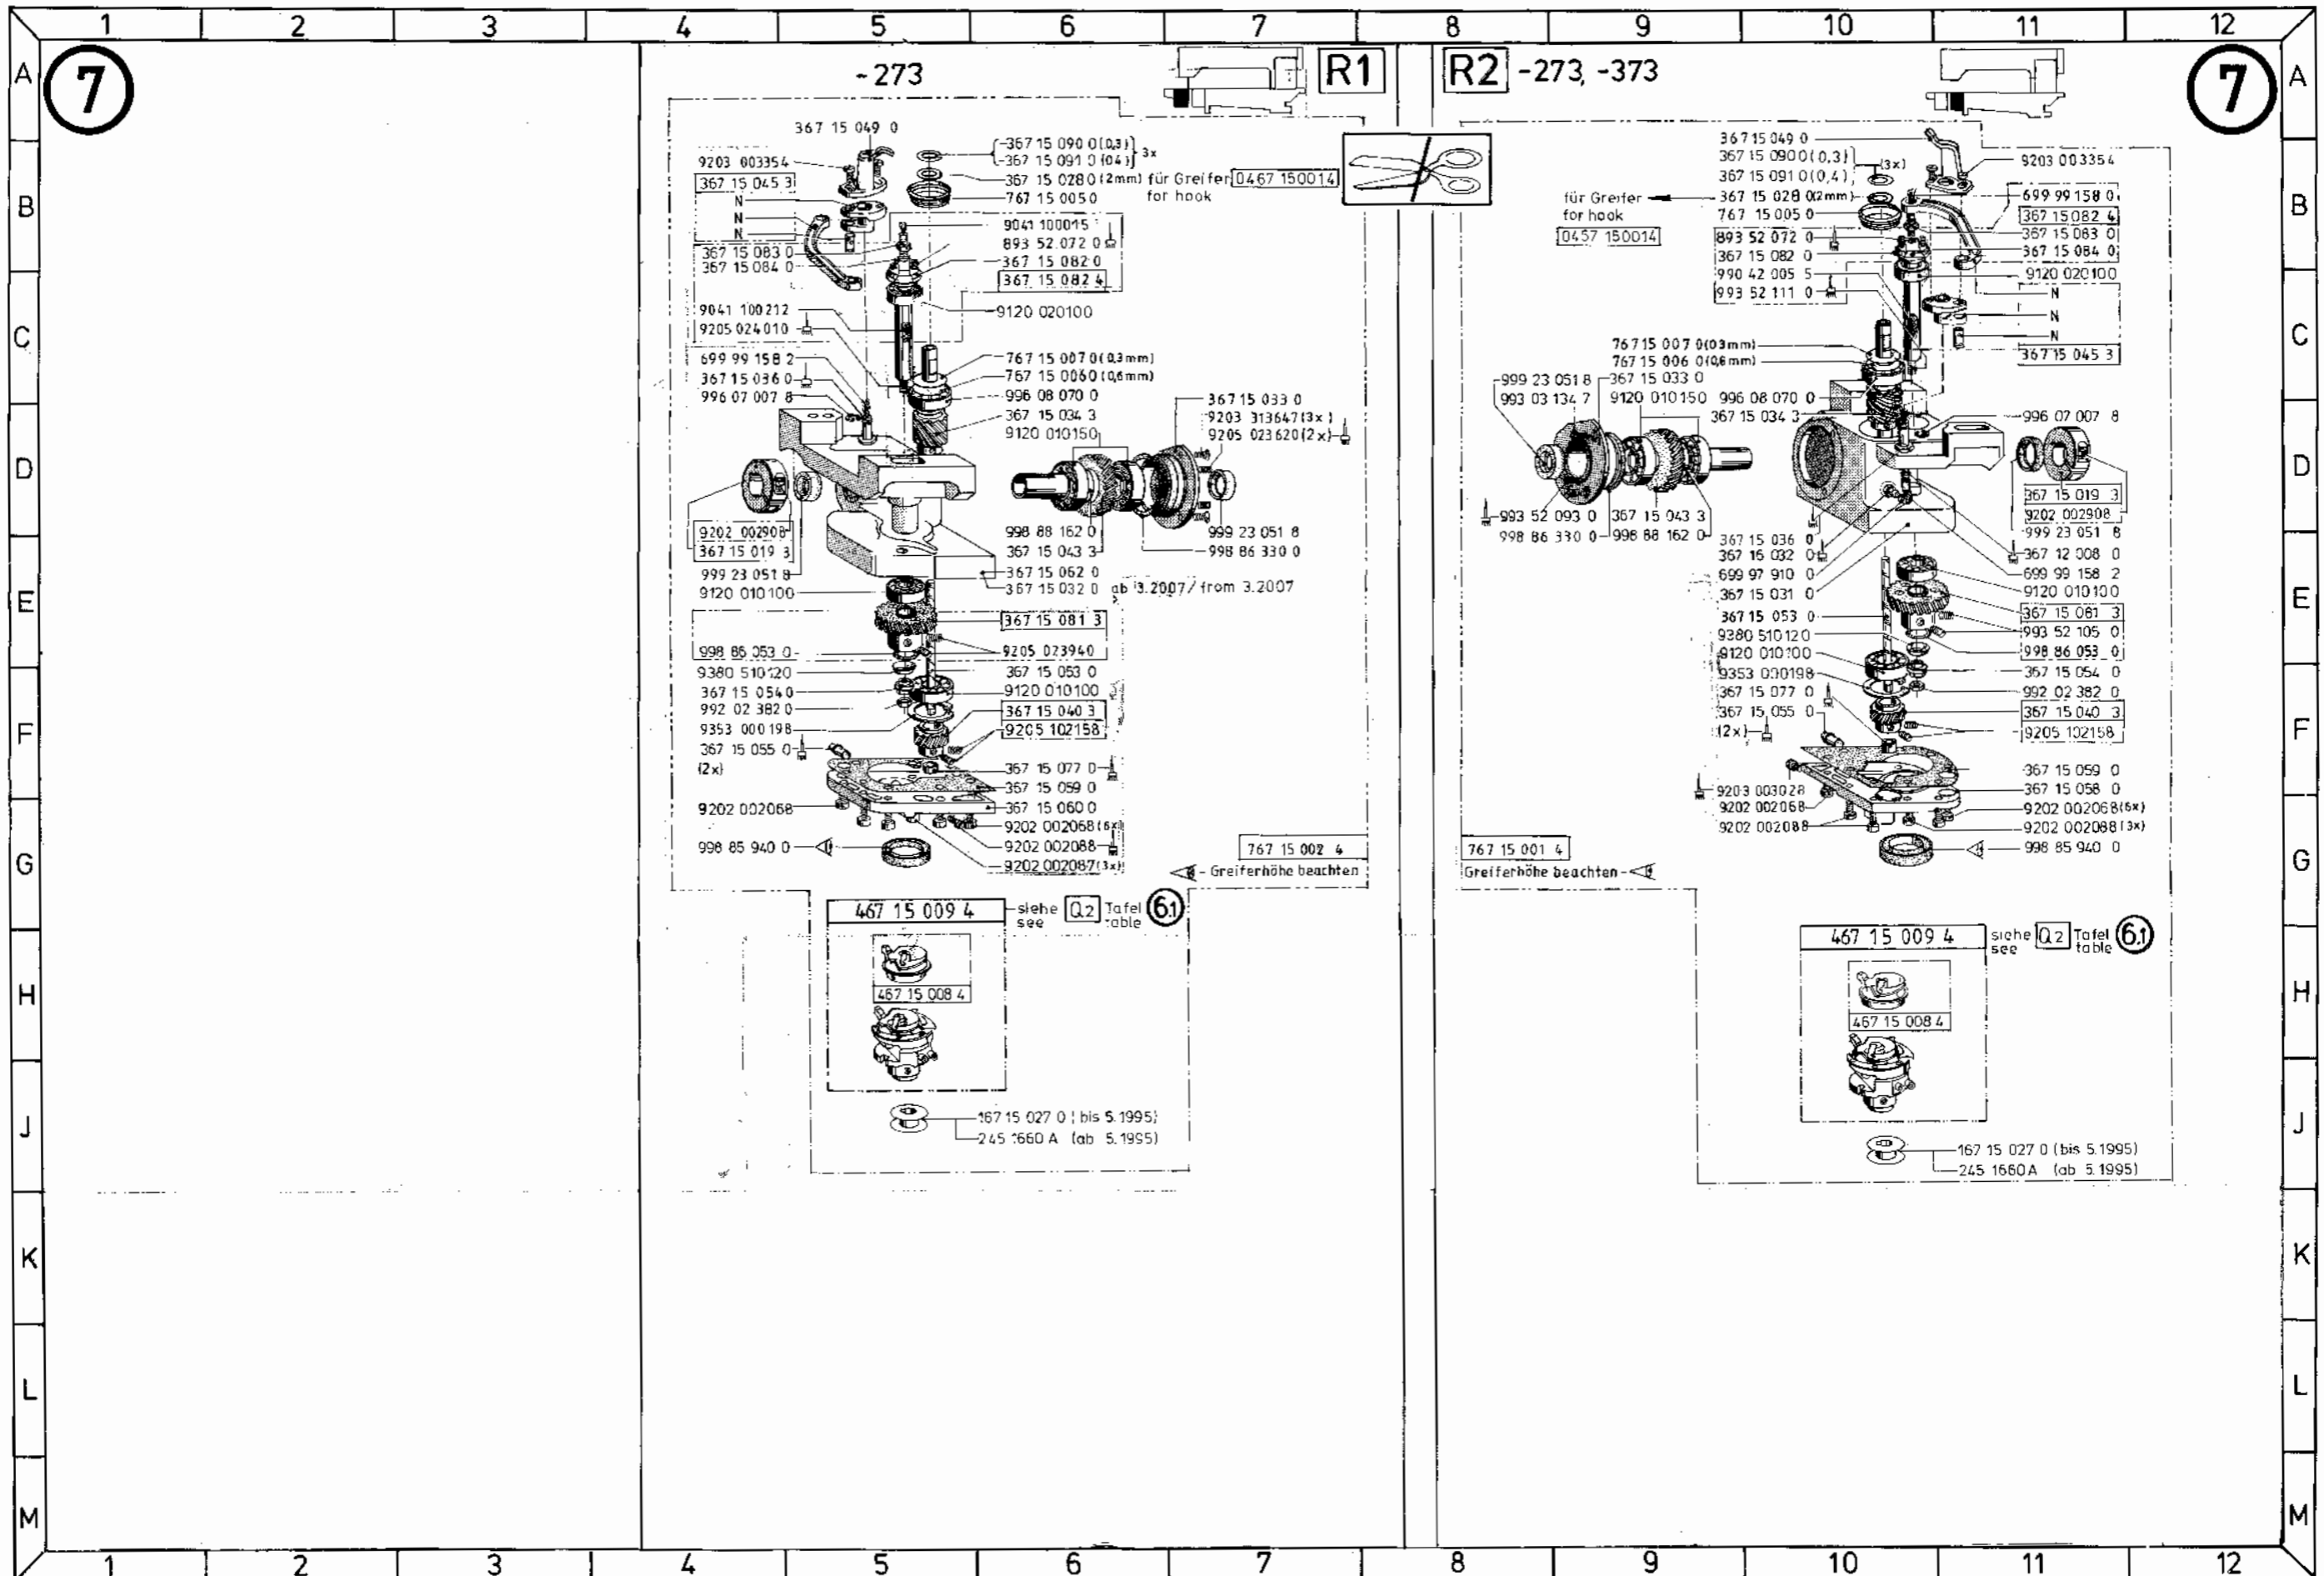 1 2 3 4 5 6 7 8 9 10 11 12
A B C D E F G H J K L M
7
-273
R1
367 15 049 0
9203 003354
367 15 045 3
N
N
N
367 15 083 0
367 15 084 0
9041 100212
9205 024010
699 99 158 2
367 15 036 0
996 07 007 8
367 15 090 0 (0,3)
367 15 091 0 (0,4)
3x
367 15 028 0 (2mm) für Greifer 0467 150014
for hook
767 15 005 0
9041 100015
893 52 072 0
367 15 082 0
367 15 082 4
9120 020100
767 15 007 0 (0,3mm)
767 15 006 0 (0,6mm)
996 08 070 0
367 15 034 3
9120 010150
367 15 033 0
9203 313647 (3x)
9205 023620 (2x)
9202 002908
367 15 019 3
999 23 051 8
9120 010100
998 88 162 0
367 15 043 3
999 23 051 8
998 86 330 0
367 15 062 0
367 15 032 0 ab 3.2007 / from 3.2007
367 15 081 3
998 86 053 0
9205 023940
9380 510120
367 15 054 0
992 02 382 0
9353 000198
367 15 055 0
(2x)
367 15 053 0
9120 010100
367 15 040 3
9205 102158
367 15 077 0
367 15 059 0
9202 002068
367 15 060 0
9202 002068 (6x)
9202 002088
9202 002087 (3x)
998 85 940 0
767 15 002 4
- Greiferhöhe beachten
467 15 009 4
siehe Q2 Tafel 6.1
see table
467 15 008 4
167 15 027 0 (bis 5.1995)
245 1660 A (ab 5.1995)
R2 -273, -373
7
367 15 049 0
367 15 090 0 (0,3)
(3x)
367 15 091 0 (0,4)
367 15 028 0 (2mm)
für Greifer
for hook
0457 150014
767 15 005 0
893 52 072 0
367 15 082 0
990 42 005 5
993 52 111 0
9203 003354
699 99 158 0
367 15 082 4
367 15 083 0
367 15 084 0
9120 020100
N
N
N
367 15 045 3
767 15 007 0 (03mm)
767 15 006 0 (0,6mm)
999 23 051 8
367 15 033 0
993 03 134 7
9120 010150
996 08 070 0
367 15 034 3
996 07 007 8
993 52 093 0
367 15 043 3
998 86 330 0
998 88 162 0
367 15 019 3
9202 002908
999 23 051 8
367 15 036 0
367 15 032 0
699 97 910 0
367 15 031 0
367 15 053 0
9380 510120
9120 010100
9353 000198
367 15 077 0
367 15 055 0
(2x)
367 12 008 0
699 99 158 2
9120 010100
367 15 081 3
993 52 105 0
998 86 053 0
367 15 054 0
992 02 382 0
367 15 040 3
9205 102158
9203 003028
9202 002068
9202 002088
367 15 059 0
367 15 058 0
9202 002068 (6x)
9202 002088 (3x)
998 85 940 0
767 15 001 4
Greiferhöhe beachten -
467 15 009 4
siehe Q2 Tafel 6.1
see table
467 15 008 4
167 15 027 0 (bis 5.1995)
245 1660 A (ab 5.1995)
A B C D E F G H J K L M
1 2 3 4 5 6 7 8 9 10 11 12